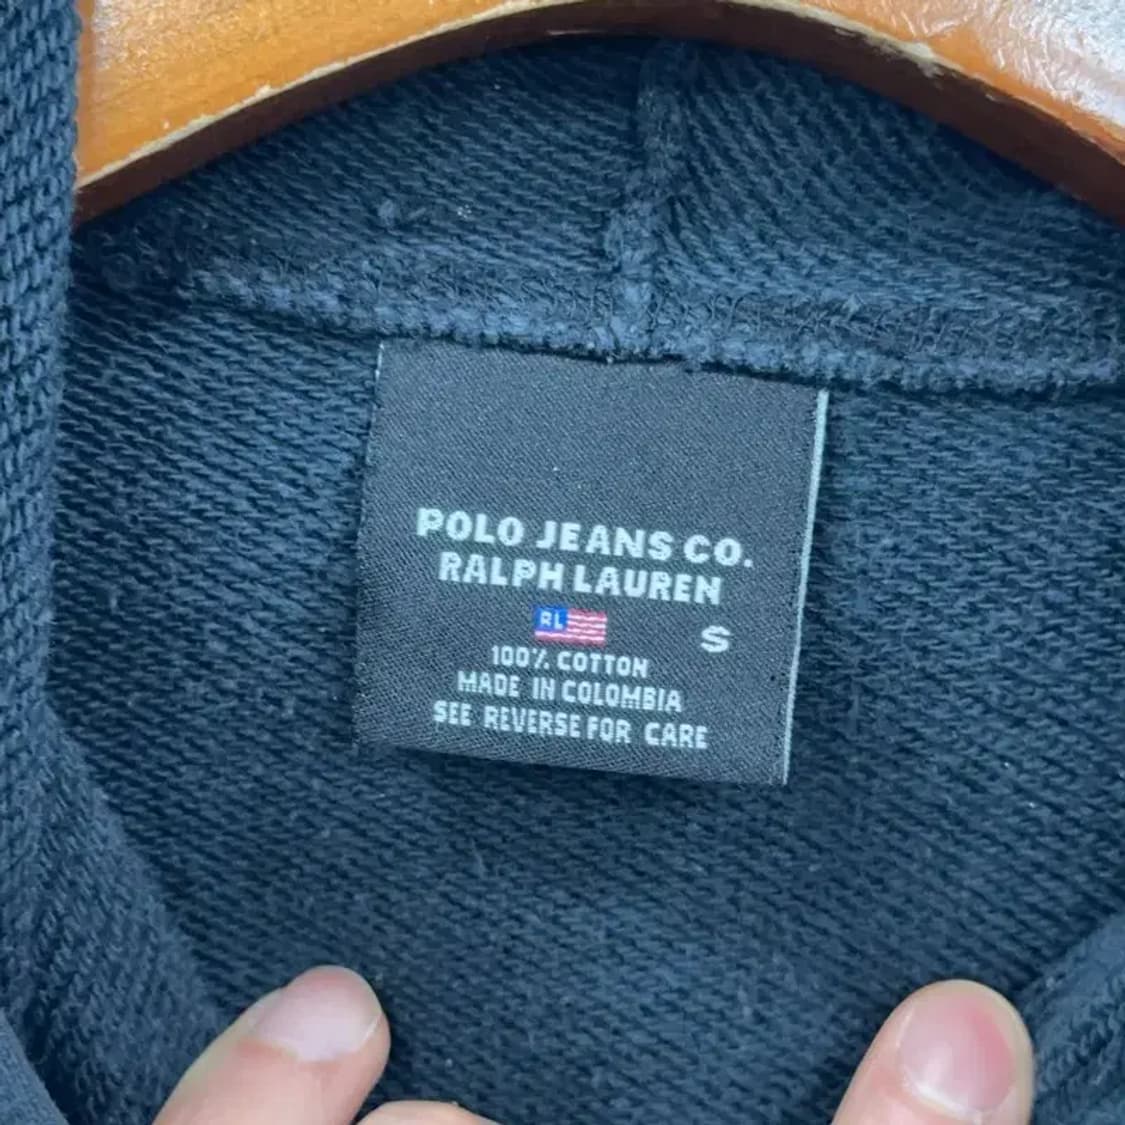 POLO JEANS CO.
RALPH LAUREN
RL
S
100% COTTON
MADE IN COLOMBIA
SEE REVERSE FOR CARE